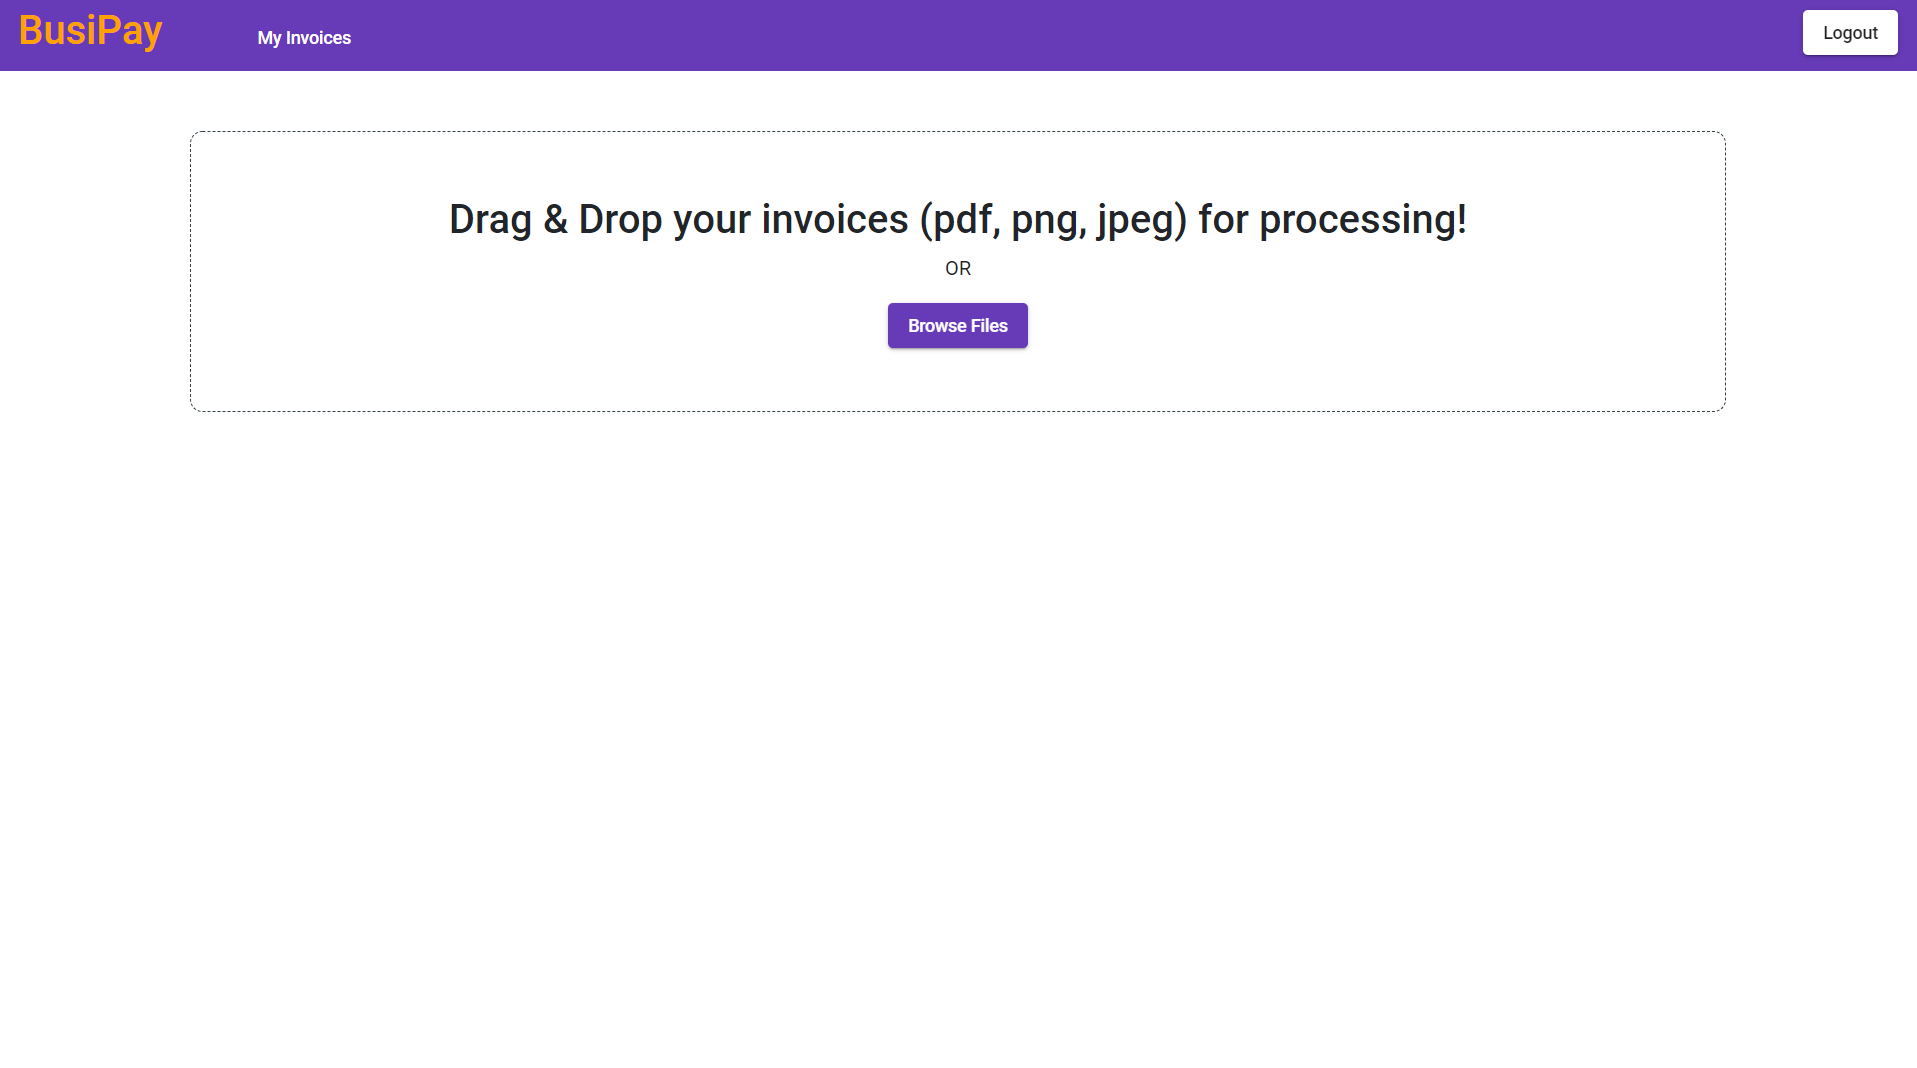 BusiPay
My Invoices
Logout
Drag & Drop your invoices (pdf, png, jpeg) for processing!
OR
Browse Files